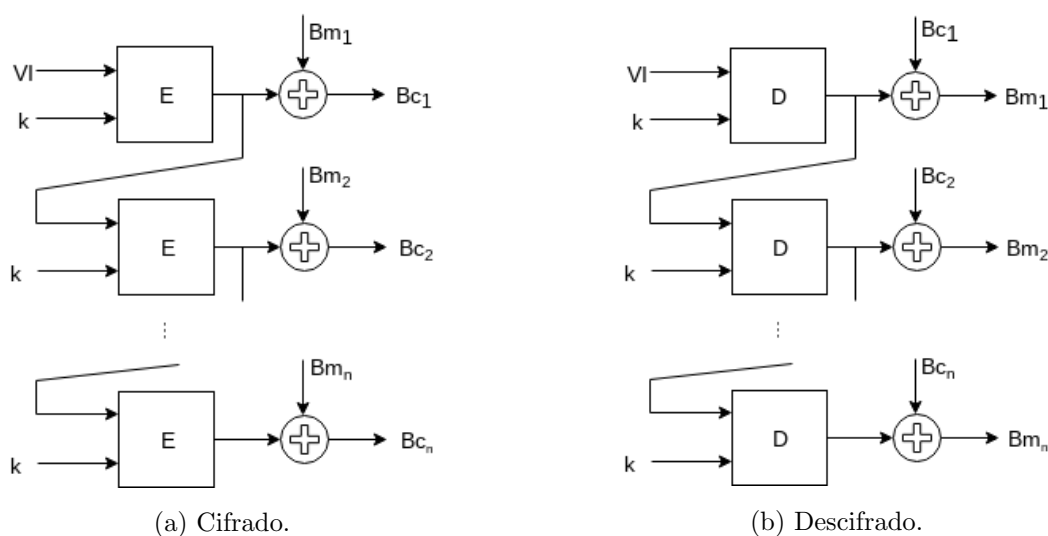 Bm1
VI
E
Bc1
k
Bm2
E
Bc2
k
⋮
Bmn
E
Bcn
k
(a) Cifrado.
Bc1
VI
D
Bm1
k
Bc2
D
Bm2
k
⋮
Bcn
D
Bmn
k
(b) Descifrado.